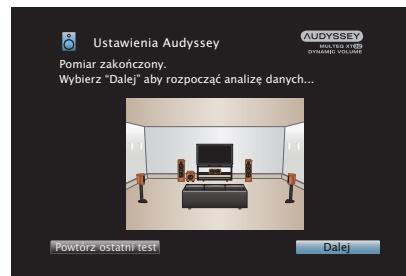 Ustawienia Audyssey
AUDYSSEY
MULTEQ XT32
DYNAMIC VOLUME
Pomiar zakończony.
Wybierz “Dalej” aby rozpocząć analizę danych...
Powtórz ostatni test
Dalej